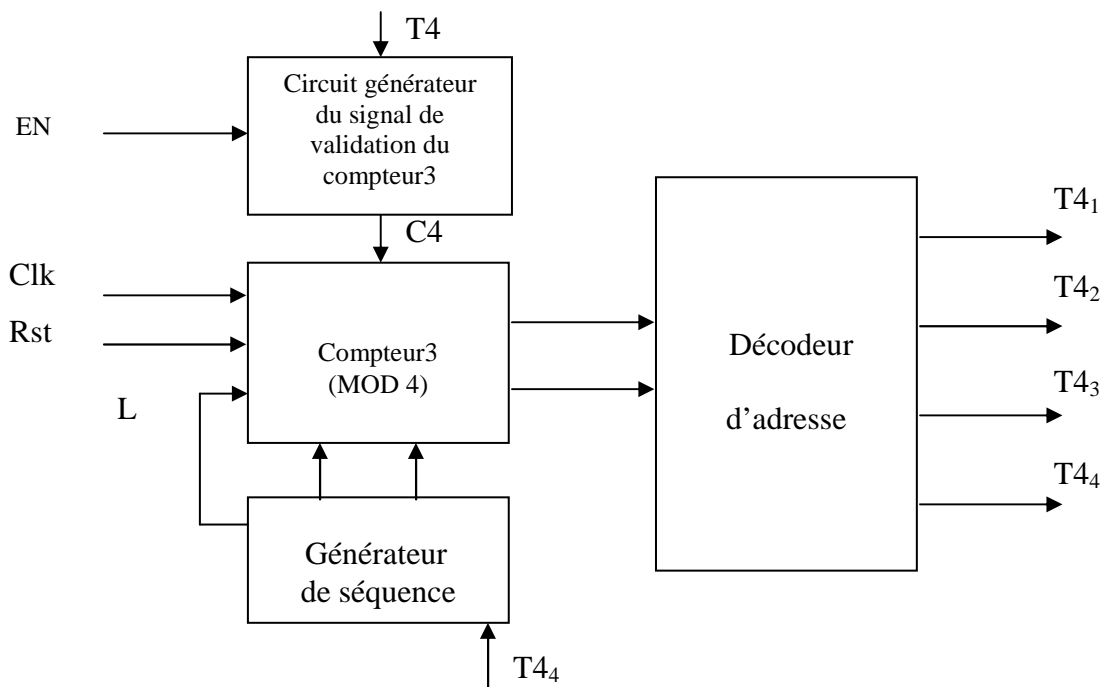 T4
Circuit générateur
du signal de
validation du
compteur3
EN
C4
Clk
Rst
L
Compteur3
(MOD 4)
Générateur
de séquence
T4₄
Décodeur
d’adresse
T4₁
T4₂
T4₃
T4₄